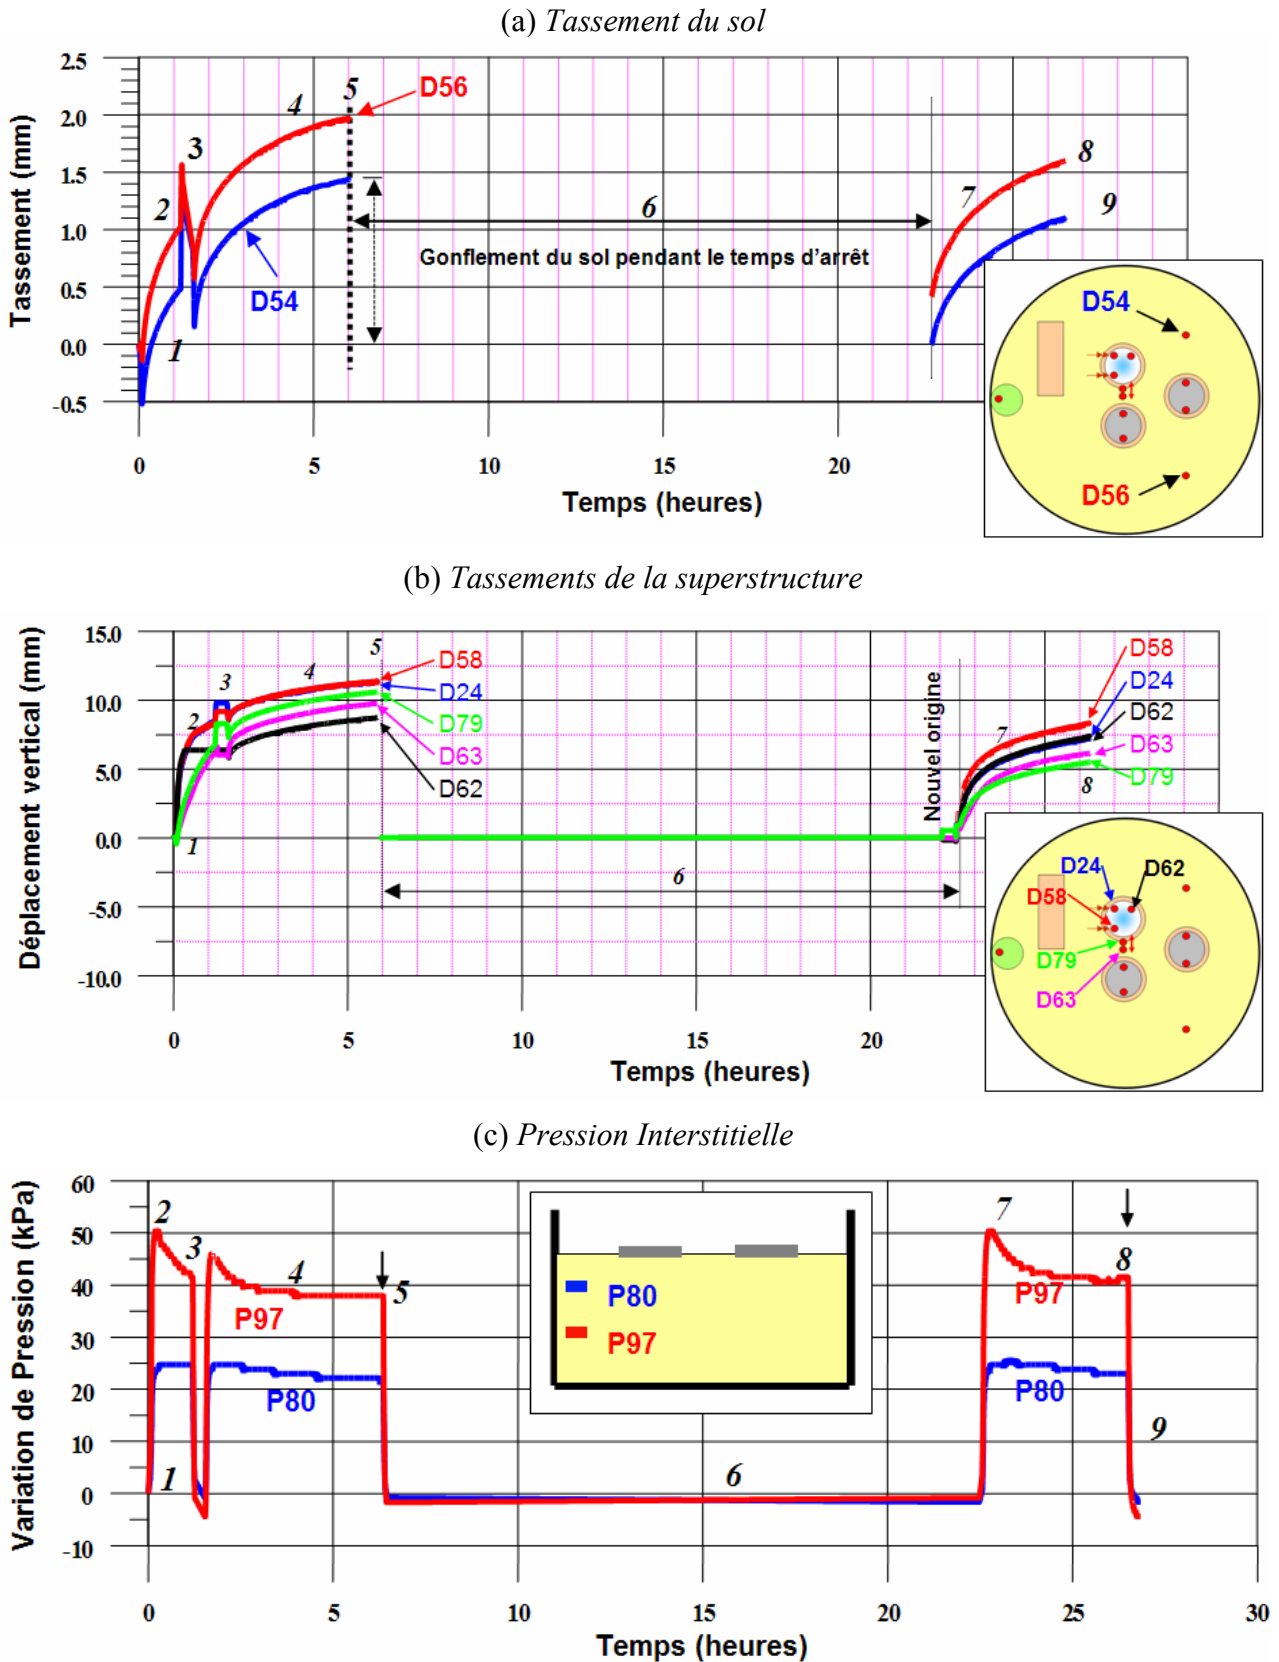 (a) Tassement du sol
Tassement (mm)
2.5
2.0
1.5
1.0
0.5
0.0
-0.5
1
2
3
4
5
D56
D54
6
Gonflement du sol pendant le temps d’arrêt
7
8
9
D54
D56
0 5 10 15 20
Temps (heures)
(b) Tassements de la superstructure
Déplacement vertical (mm)
15.0
10.0
5.0
0.0
-5.0
-10.0
1
2
3
4
5
D58
D24
D79
D63
D62
6
Nouvel origine
7
8
D58
D24
D62
D63
D79
D24
D62
D58
D79
D63
0 5 10 15 20
Temps (heures)
(c) Pression Interstitielle
Variation de Pression (kPa)
60
50
40
30
20
10
0
-10
1
2
3
4
5
P97
P80
P80
P97
6
7
8
P97
P80
9
0 5 10 15 20 25 30
Temps (heures)